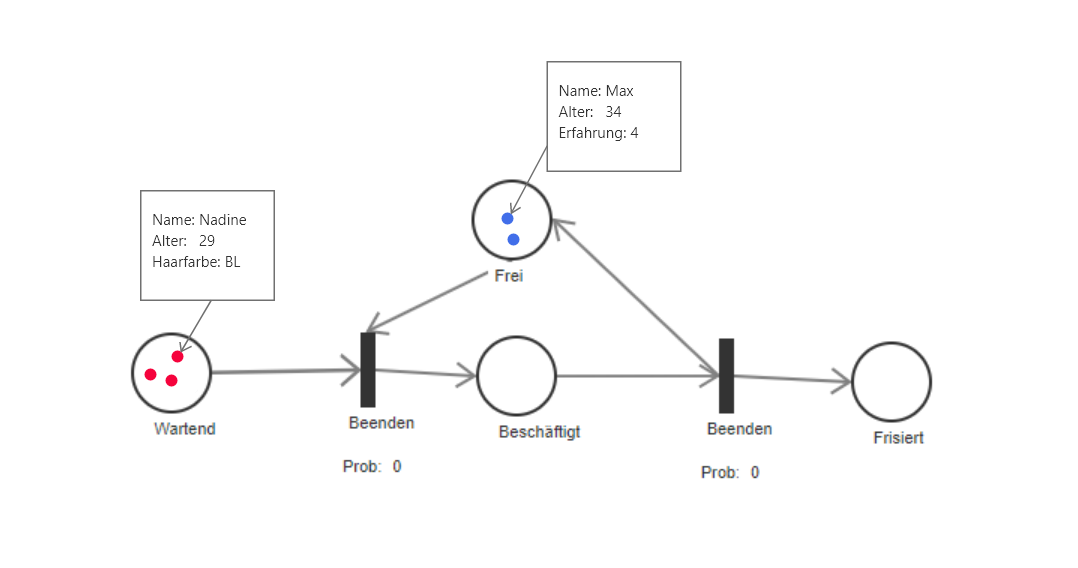 Name: Max
Alter: 34
Erfahrung: 4
Name: Nadine
Alter: 29
Haarfarbe: BL
Frei
Wartend
Beenden
Prob: 0
Beschäftigt
Beenden
Prob: 0
Frisiert